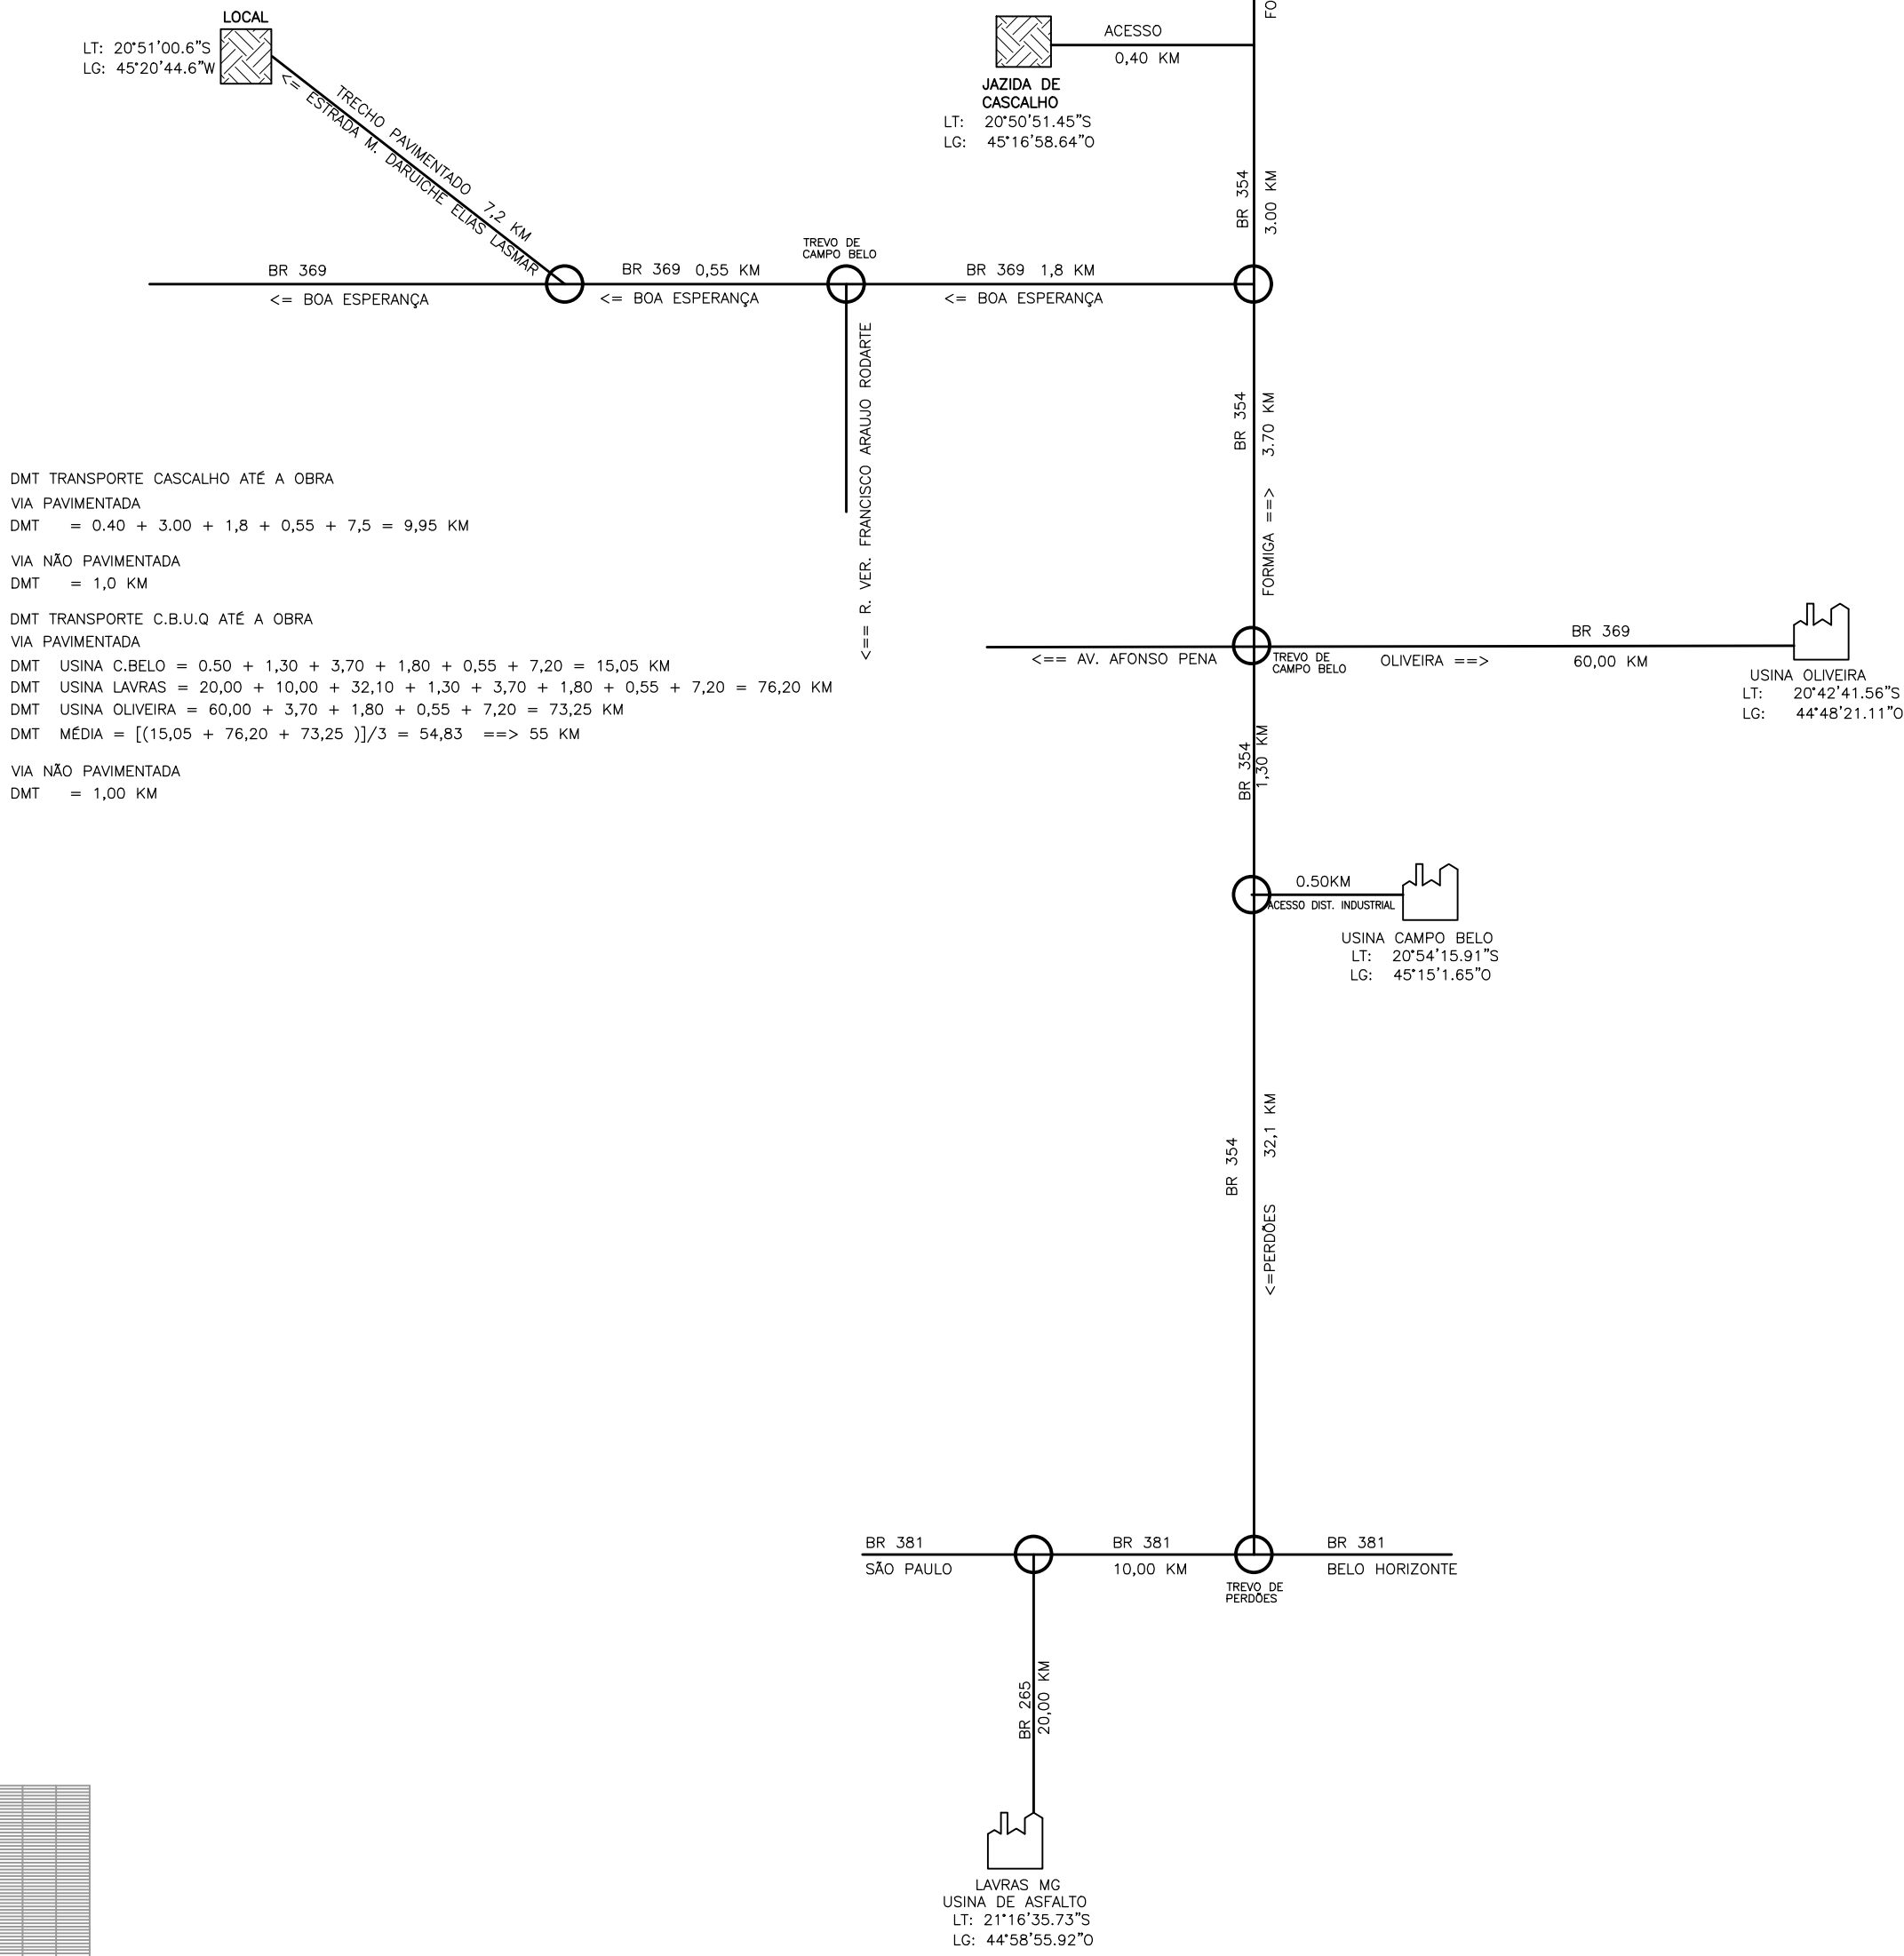 LOCAL
LT: 20°51'00.6"S
LG: 45°20'44.6"W
TRECHO PAVIMENTADO 7,2 KM
<= ESTRADA M. DARUICHE ELIAS LASMAR
FO
ACESSO
0,40 KM
JAZIDA DE
CASCALHO
LT: 20°50'51.45"S
LG: 45°16'58.64"O
BR 354
3.00 KM
TREVO DE
CAMPO BELO
BR 369
<= BOA ESPERANÇA
BR 369 0,55 KM
<= BOA ESPERANÇA
BR 369 1,8 KM
<= BOA ESPERANÇA
<== R. VER. FRANCISCO ARAUJO RODARTE
BR 354
FORMIGA ==> 3.70 KM
DMT TRANSPORTE CASCALHO ATÉ A OBRA
VIA PAVIMENTADA
DMT = 0.40 + 3.00 + 1,8 + 0,55 + 7,5 = 9,95 KM
VIA NÃO PAVIMENTADA
DMT = 1,0 KM
DMT TRANSPORTE C.B.U.Q ATÉ A OBRA
VIA PAVIMENTADA
DMT USINA C.BELO = 0.50 + 1,30 + 3,70 + 1,80 + 0,55 + 7,20 = 15,05 KM
DMT USINA LAVRAS = 20,00 + 10,00 + 32,10 + 1,30 + 3,70 + 1,80 + 0,55 + 7,20 = 76,20 KM
DMT USINA OLIVEIRA = 60,00 + 3,70 + 1,80 + 0,55 + 7,20 = 73,25 KM
DMT MÉDIA = [(15,05 + 76,20 + 73,25 )]/3 = 54,83 ==> 55 KM
VIA NÃO PAVIMENTADA
DMT = 1,00 KM
<== AV. AFONSO PENA
TREVO DE
CAMPO BELO
OLIVEIRA ==>
BR 369
60,00 KM
USINA OLIVEIRA
LT: 20°42'41.56"S
LG: 44°48'21.11"O
BR 354
1,30 KM
0.50KM
ACESSO DIST. INDUSTRIAL
USINA CAMPO BELO
LT: 20°54'15.91"S
LG: 45°15'1.65"O
BR 354
<=PERDÕES 32,1 KM
BR 381
SÃO PAULO
BR 381
10,00 KM
BR 381
BELO HORIZONTE
TREVO DE
PERDÕES
BR 265
20,00 KM
LAVRAS MG
USINA DE ASFALTO
LT: 21°16'35.73"S
LG: 44°58'55.92"O